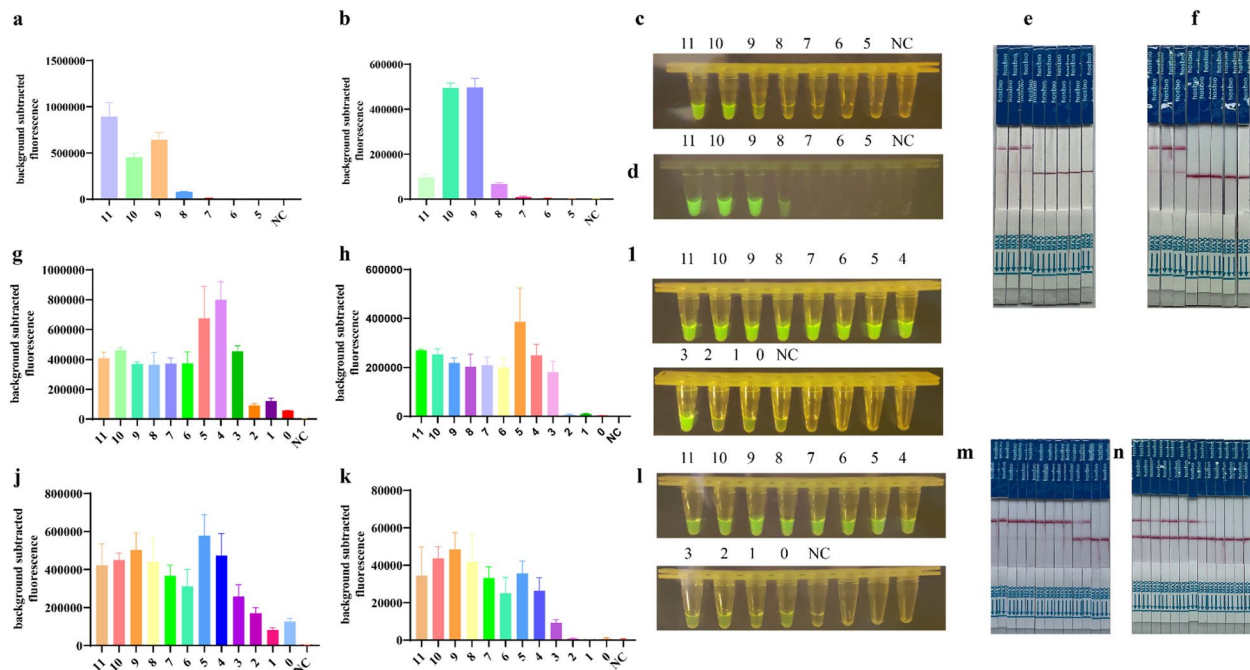 a
b
c
e
f
background subtracted
fluorescence
1500000
1000000
500000
0
11
10
9
8
7
6
5
NC
background subtracted
fluorescence
600000
400000
200000
0
11
10
9
8
7
6
5
NC
11 10 9 8 7 6 5 NC
d
11 10 9 8 7 6 5 NC
g
h
l
background subtracted
fluorescence
1000000
800000
600000
400000
200000
0
11
10
9
8
7
6
5
4
3
2
1
0
NC
background subtracted
fluorescence
600000
400000
200000
0
11
10
9
8
7
6
5
4
3
2
1
0
NC
11 10 9 8 7 6 5 4
3 2 1 0 NC
j
k
l
m
n
background subtracted
fluorescence
800000
600000
400000
200000
0
11
10
9
8
7
6
5
4
3
2
1
0
NC
background subtracted
fluorescence
80000
60000
40000
20000
0
11
10
9
8
7
6
5
4
3
2
1
0
NC
11 10 9 8 7 6 5 4
3 2 1 0 NC